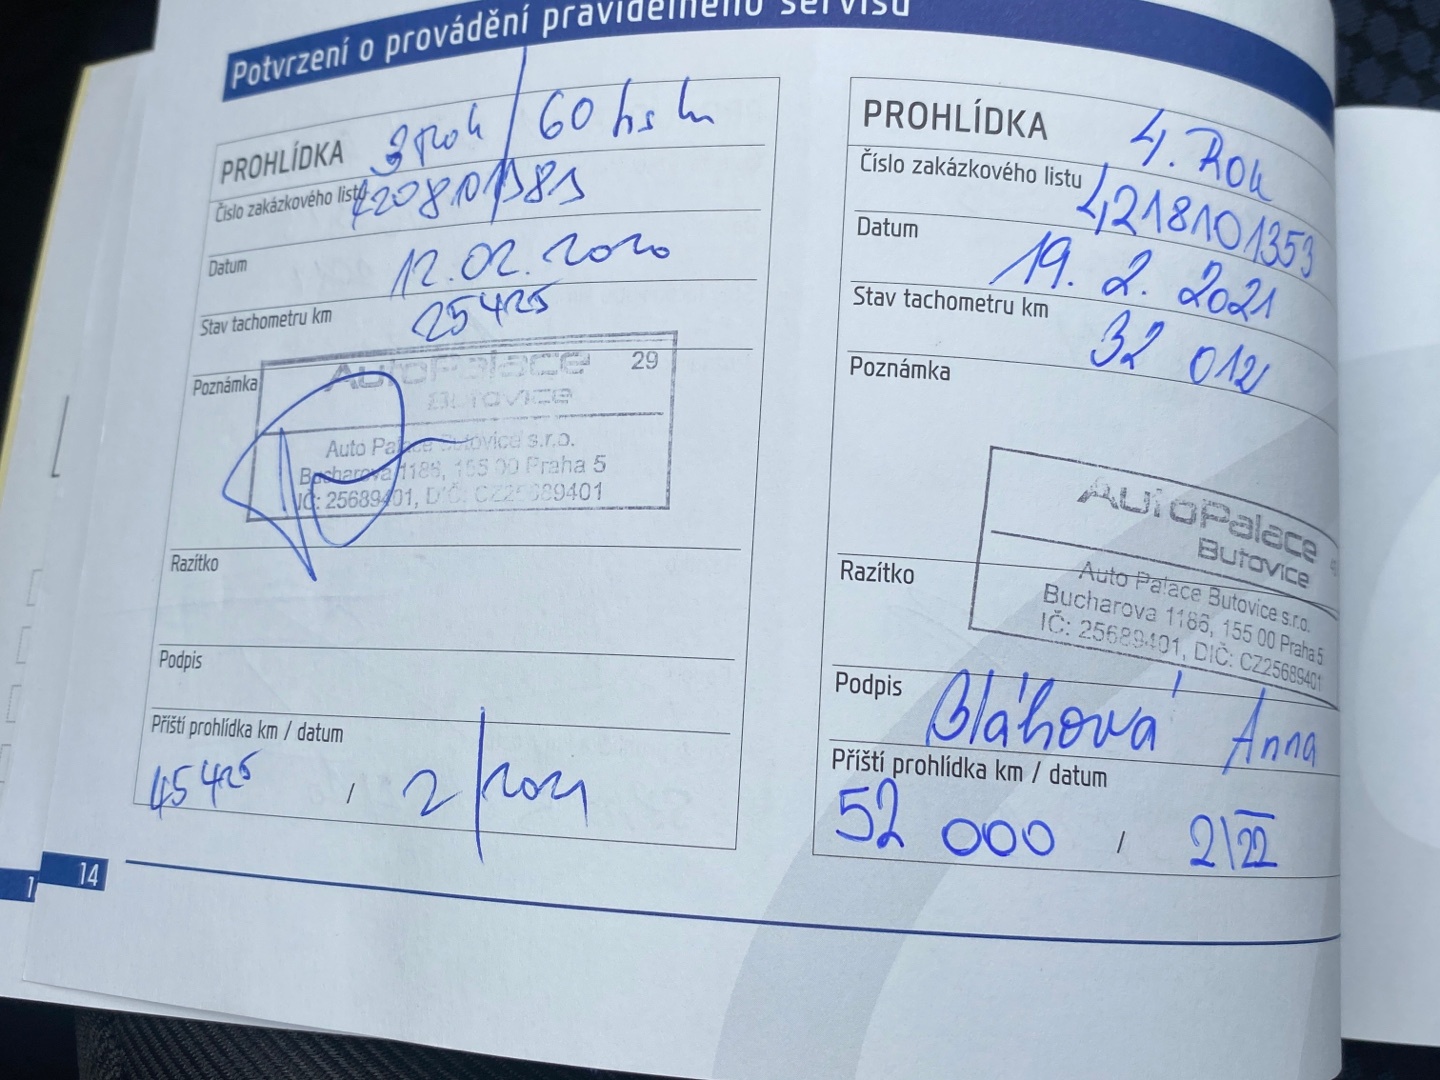 Potvrzení o provádění pravidelného servisu
PROHLÍDKA 3 Rok / 60 tis km
Číslo zakázkového listu 420801381
Datum 12.02.2020
Stav tachometru km 25425
Poznámka
AutoPalace 29
Butovice
Auto Palace Butovice s.r.o.
Bucharova 1186, 155 00 Praha 5
IČ: 25689401, DIČ: CZ25689401
Razítko
Podpis
Příští prohlídka km / datum
45425 / 2/2021
PROHLÍDKA 4. Rok
Číslo zakázkového listu 4218101353
Datum 19. 2. 2021
Stav tachometru km 32 012
Poznámka
AutoPalace
Butovice
Auto Palace Butovice s.r.o.
Bucharova 1186, 155 00 Praha 5
IČ: 25689401, DIČ: CZ25689401
Razítko
Podpis Bláhová Anna
Příští prohlídka km / datum
52 000 / 2\22
1 14